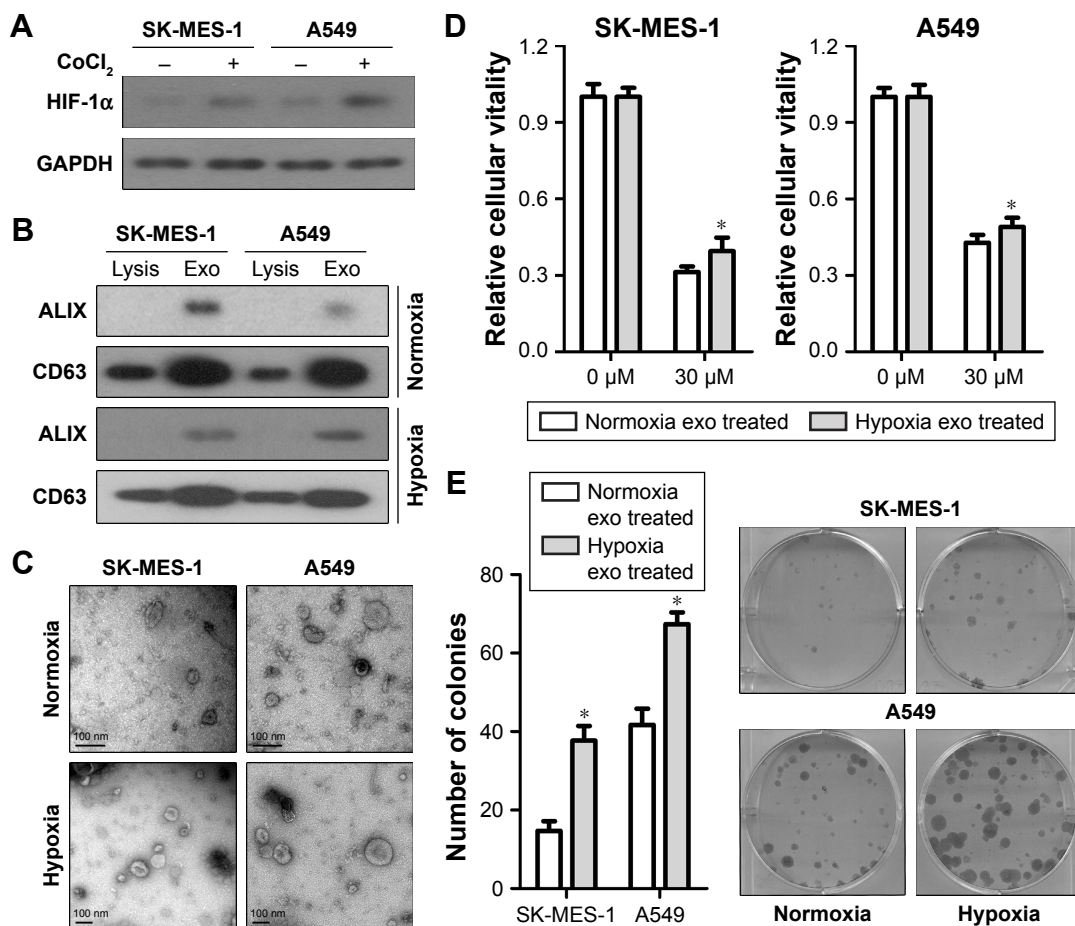 A
SK-MES-1 A549
CoCl₂ – + – +
HIF-1α
GAPDH
B
SK-MES-1 A549
Lysis Exo Lysis Exo
ALIX
CD63
Normoxia
ALIX
CD63
Hypoxia
C
SK-MES-1 A549
Normoxia
100 nm 100 nm
Hypoxia
100 nm 100 nm
D
SK-MES-1
Relative cellular vitality
1.2
0.9
0.6
0.3
0.0
*
0 µM 30 µM
A549
Relative cellular vitality
1.2
0.9
0.6
0.3
0.0
*
0 µM 30 µM
Normoxia exo treated Hypoxia exo treated
E
Normoxia
exo treated
Hypoxia
exo treated
Number of colonies
80
60
40
20
0
* *
SK-MES-1 A549
SK-MES-1
A549
Normoxia Hypoxia